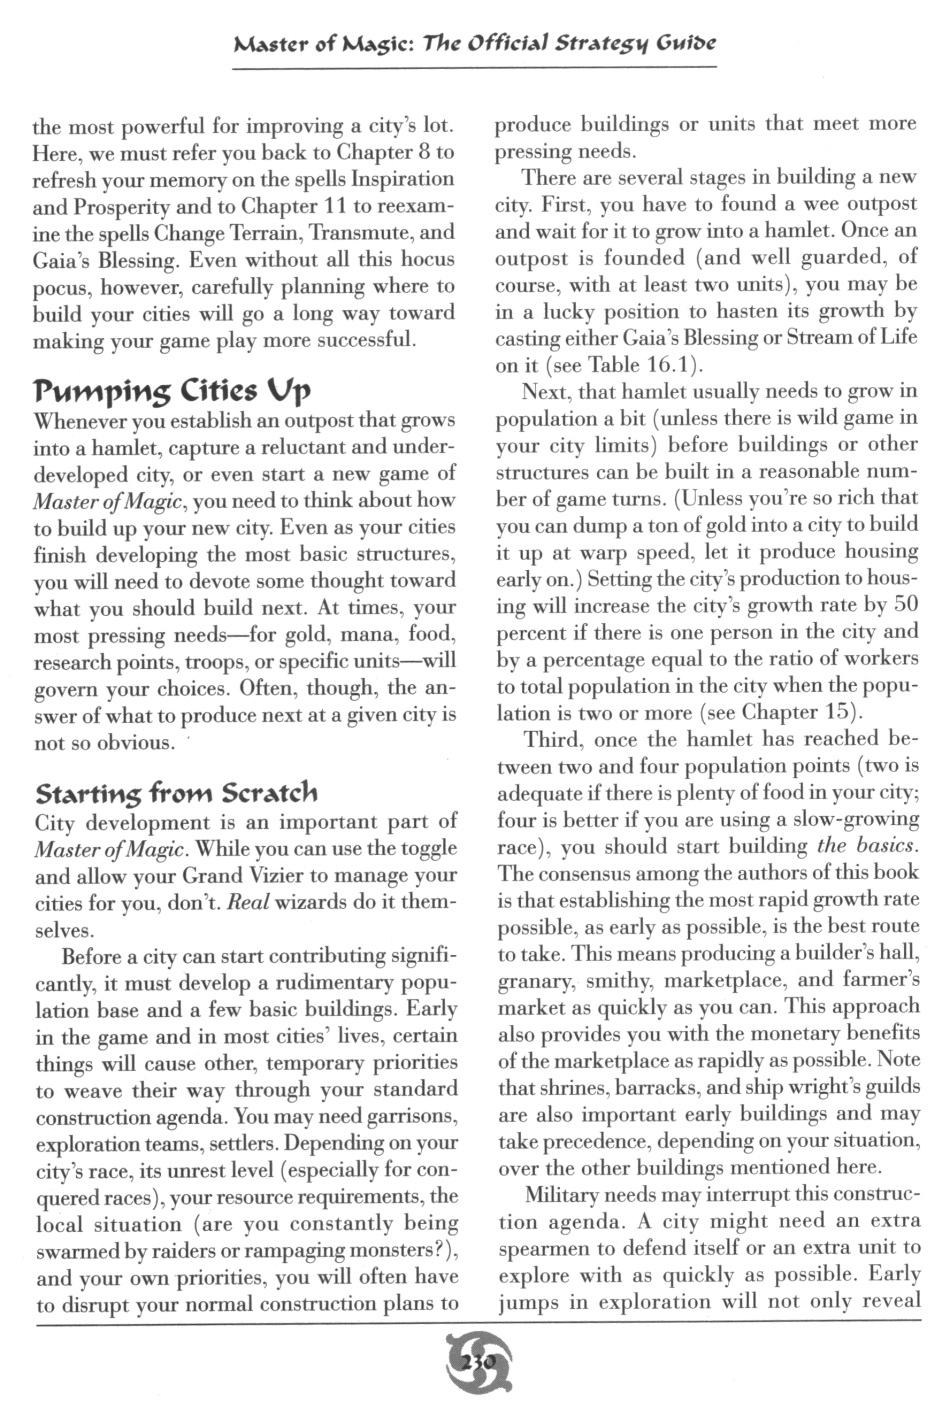 Master of Magic: The Official Strategy Guide
the most powerful for improving a city's lot.
Here, we must refer you back to Chapter 8 to
refresh your memory on the spells Inspiration
and Prosperity and to Chapter 11 to reexam-
ine the spells Change Terrain, Transmute, and
Gaia's Blessing. Even without all this hocus
pocus, however, carefully planning where to
build your cities will go a long way toward
making your game play more successful.
Pumping Cities Up
Whenever you establish an outpost that grows
into a hamlet, capture a reluctant and under-
developed city, or even start a new game of
Master of Magic, you need to think about how
to build up your new city. Even as your cities
finish developing the most basic structures,
you will need to devote some thought toward
what you should build next. At times, your
most pressing needs—for gold, mana, food,
research points, troops, or specific units—will
govern your choices. Often, though, the an-
swer of what to produce next at a given city is
not so obvious.
Starting from Scratch
City development is an important part of
Master of Magic. While you can use the toggle
and allow your Grand Vizier to manage your
cities for you, don't. Real wizards do it them-
selves.
Before a city can start contributing signifi-
cantly, it must develop a rudimentary popu-
lation base and a few basic buildings. Early
in the game and in most cities' lives, certain
things will cause other, temporary priorities
to weave their way through your standard
construction agenda. You may need garrisons,
exploration teams, settlers. Depending on your
city's race, its unrest level (especially for con-
quered races), your resource requirements, the
local situation (are you constantly being
swarmed by raiders or rampaging monsters?),
and your own priorities, you will often have
to disrupt your normal construction plans to
produce buildings or units that meet more
pressing needs.
There are several stages in building a new
city. First, you have to found a wee outpost
and wait for it to grow into a hamlet. Once an
outpost is founded (and well guarded, of
course, with at least two units), you may be
in a lucky position to hasten its growth by
casting either Gaia's Blessing or Stream of Life
on it (see Table 16.1).
Next, that hamlet usually needs to grow in
population a bit (unless there is wild game in
your city limits) before buildings or other
structures can be built in a reasonable num-
ber of game turns. (Unless you're so rich that
you can dump a ton of gold into a city to build
it up at warp speed, let it produce housing
early on.) Setting the city's production to hous-
ing will increase the city's growth rate by 50
percent if there is one person in the city and
by a percentage equal to the ratio of workers
to total population in the city when the popu-
lation is two or more (see Chapter 15).
Third, once the hamlet has reached be-
tween two and four population points (two is
adequate if there is plenty of food in your city;
four is better if you are using a slow-growing
race), you should start building the basics.
The consensus among the authors of this book
is that establishing the most rapid growth rate
possible, as early as possible, is the best route
to take. This means producing a builder's hall,
granary, smithy, marketplace, and farmer's
market as quickly as you can. This approach
also provides you with the monetary benefits
of the marketplace as rapidly as possible. Note
that shrines, barracks, and ship wright's guilds
are also important early buildings and may
take precedence, depending on your situation,
over the other buildings mentioned here.
Military needs may interrupt this construc-
tion agenda. A city might need an extra
spearmen to defend itself or an extra unit to
explore with as quickly as possible. Early
jumps in exploration will not only reveal
230